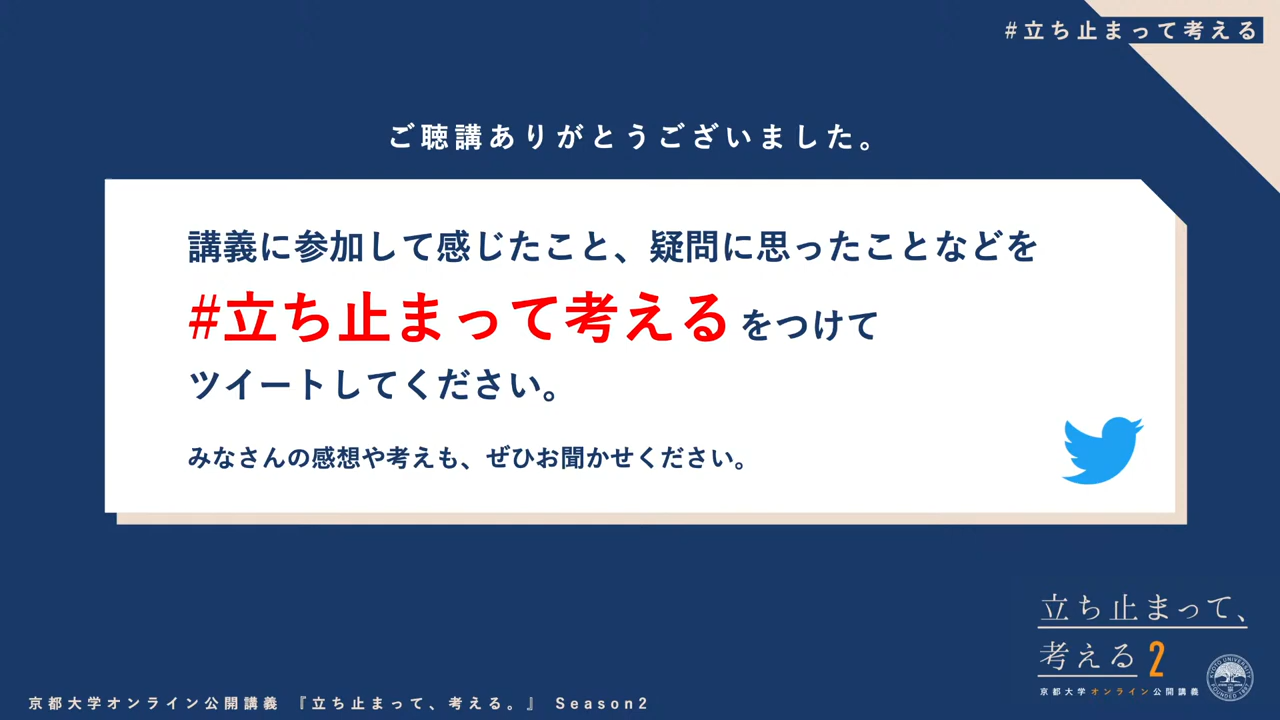 #立ち止まって考える
ご聴講ありがとうございました。
講義に参加して感じたこと、疑問に思ったことなどを
#立ち止まって考える をつけて
ツイートしてください。
みなさんの感想や考えも、ぜひお聞かせください。
立ち止まって、
考える 2
京都大学オンライン公開講義
KYOTO UNIVERSITY
FOUNDED 1897
京都大学オンライン公開講義 『立ち止まって、考える。』 Season2